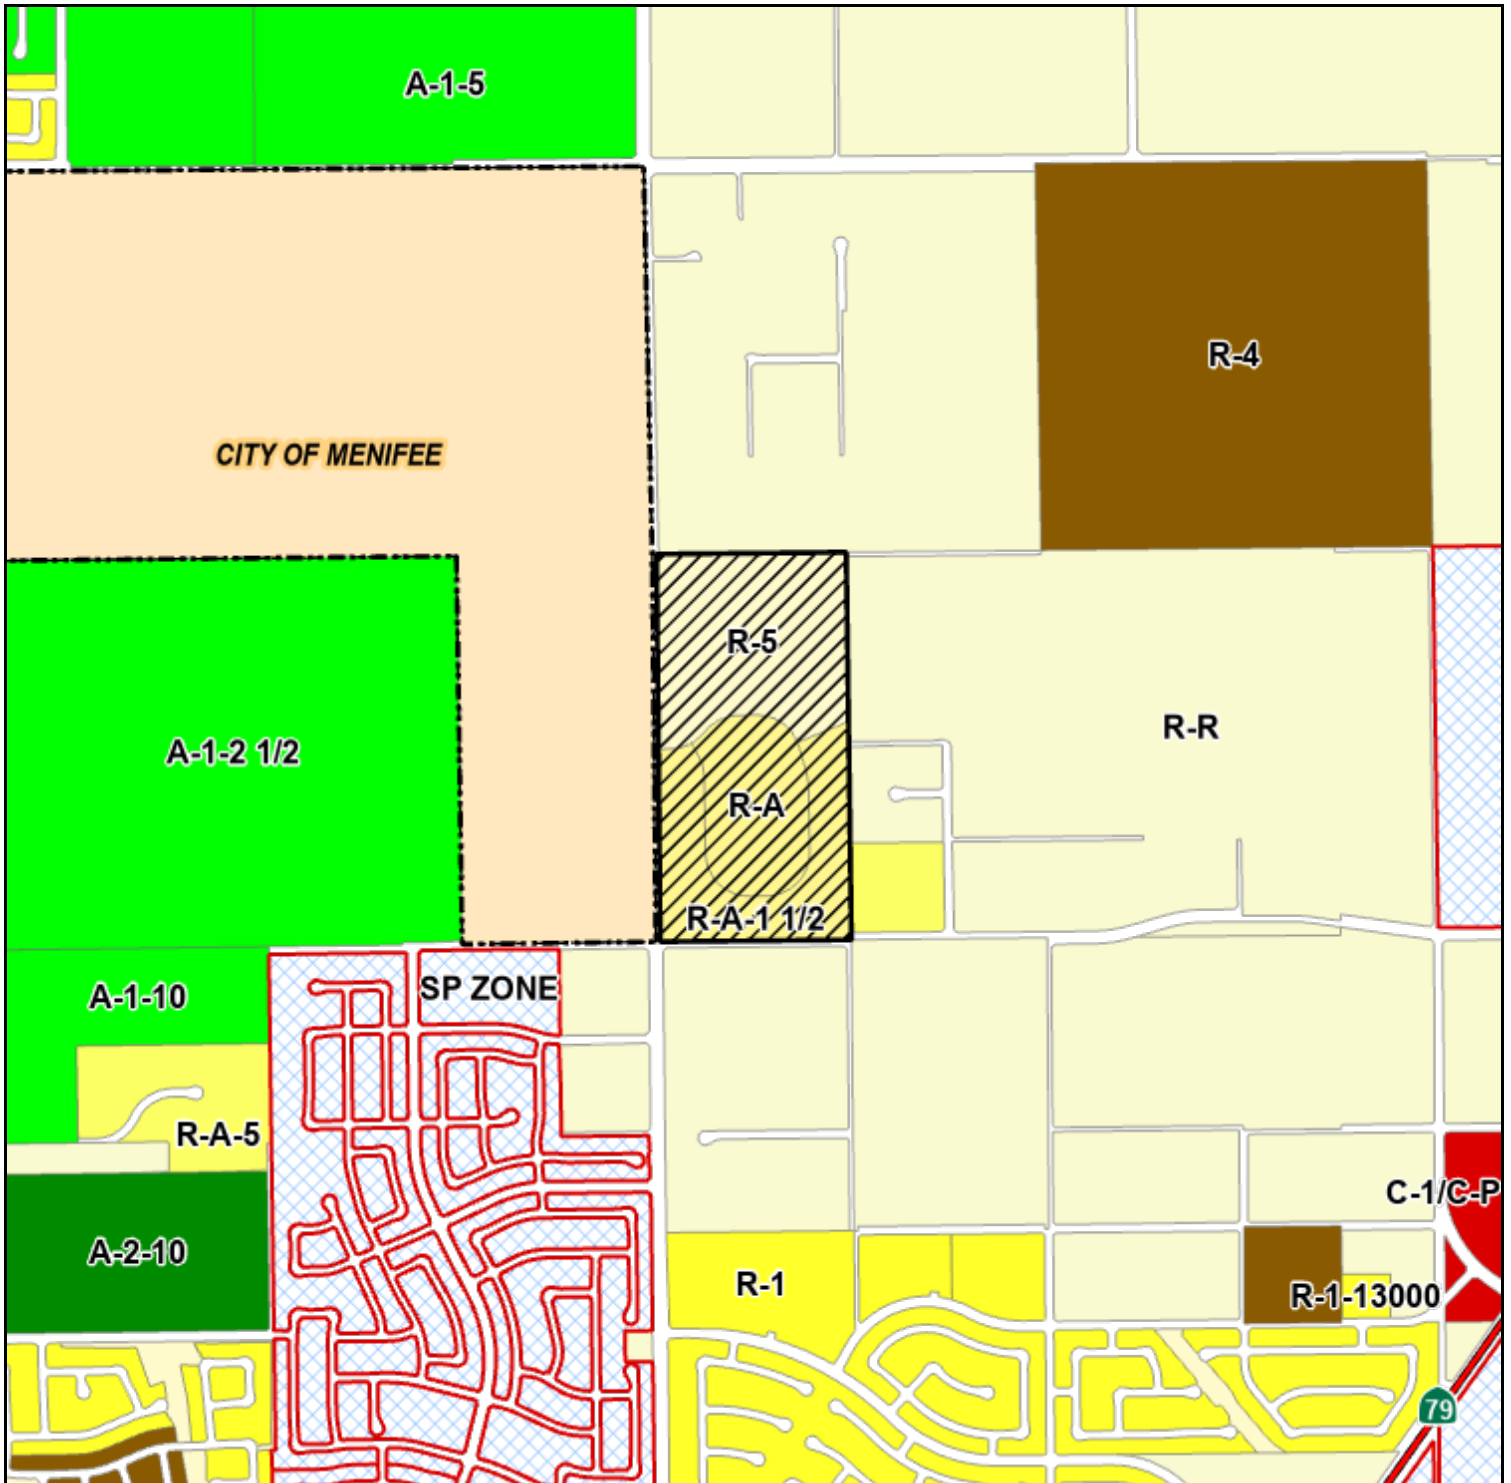 A-1-5
R-4
CITY OF MENIFEE
R-5
R-R
A-1-2 1/2
R-A
R-A-1 1/2
SP ZONE
A-1-10
R-A-5
C-1/C-P
A-2-10
R-1
R-1-13000
79